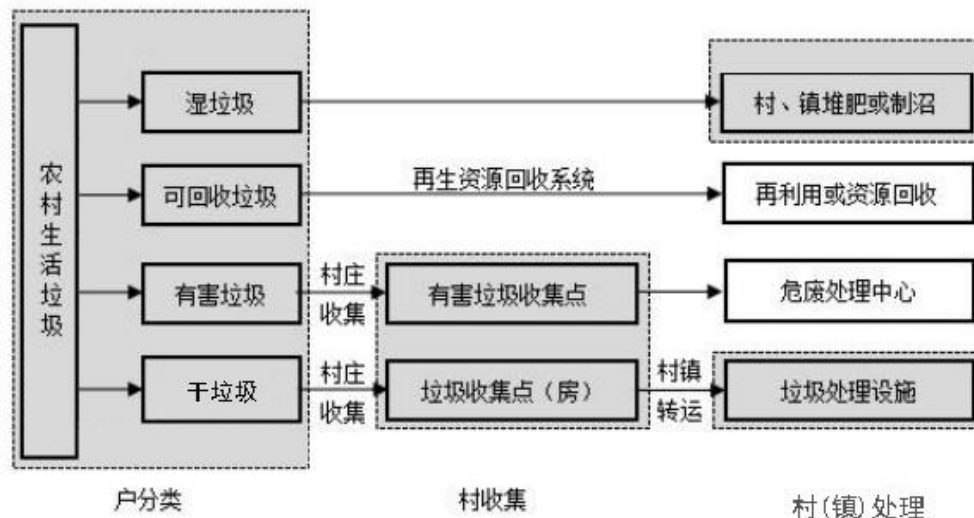 农村生活垃圾
湿垃圾
村、镇堆肥或制沼
可回收垃圾
再生资源回收系统
再利用或资源回收
有害垃圾
村庄
收集
有害垃圾收集点
危废处理中心
干垃圾
村庄
收集
垃圾收集点（房）
村镇
转运
垃圾处理设施
户分类
村收集
村(镇)处理